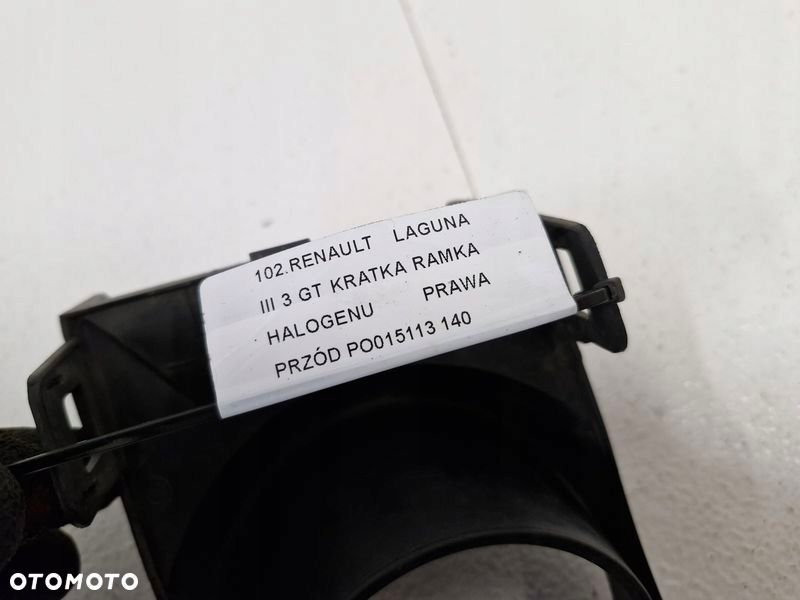 102.RENAULT LAGUNA
III 3 GT KRATKA RAMKA
HALOGENU PRAWA
PRZÓD PO015113 140
OTOMOTO